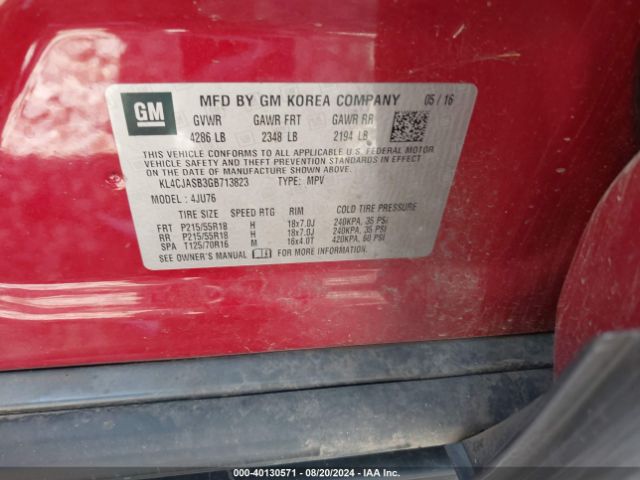 GM
MFD BY GM KOREA COMPANY 05/16
GVWR GAWR FRT GAWR RR
4286 LB 2348 LB 2194 LB
THIS VEHICLE CONFORMS TO ALL APPLICABLE U.S. FEDERAL MOTOR
VEHICLE SAFETY AND THEFT PREVENTION STANDARDS IN EFFECT
ON THE DATE OF MANUFACTURE SHOWN ABOVE.
KL4CJASB3GB713823 TYPE: MPV
MODEL: 4JU76
TIRE SIZE SPEED RTG RIM COLD TIRE PRESSURE
FRT P215/55R18 H 18x7.0J 240KPA, 35 PSI
RR P215/55R18 H 18x7.0J 240KPA, 35 PSI
SPA T125/70R16 M 16x4.0T 420KPA, 60 PSI
SEE OWNER'S MANUAL FOR MORE INFORMATION.
00-40130571 - 08/20/2024 - IAA Inc.